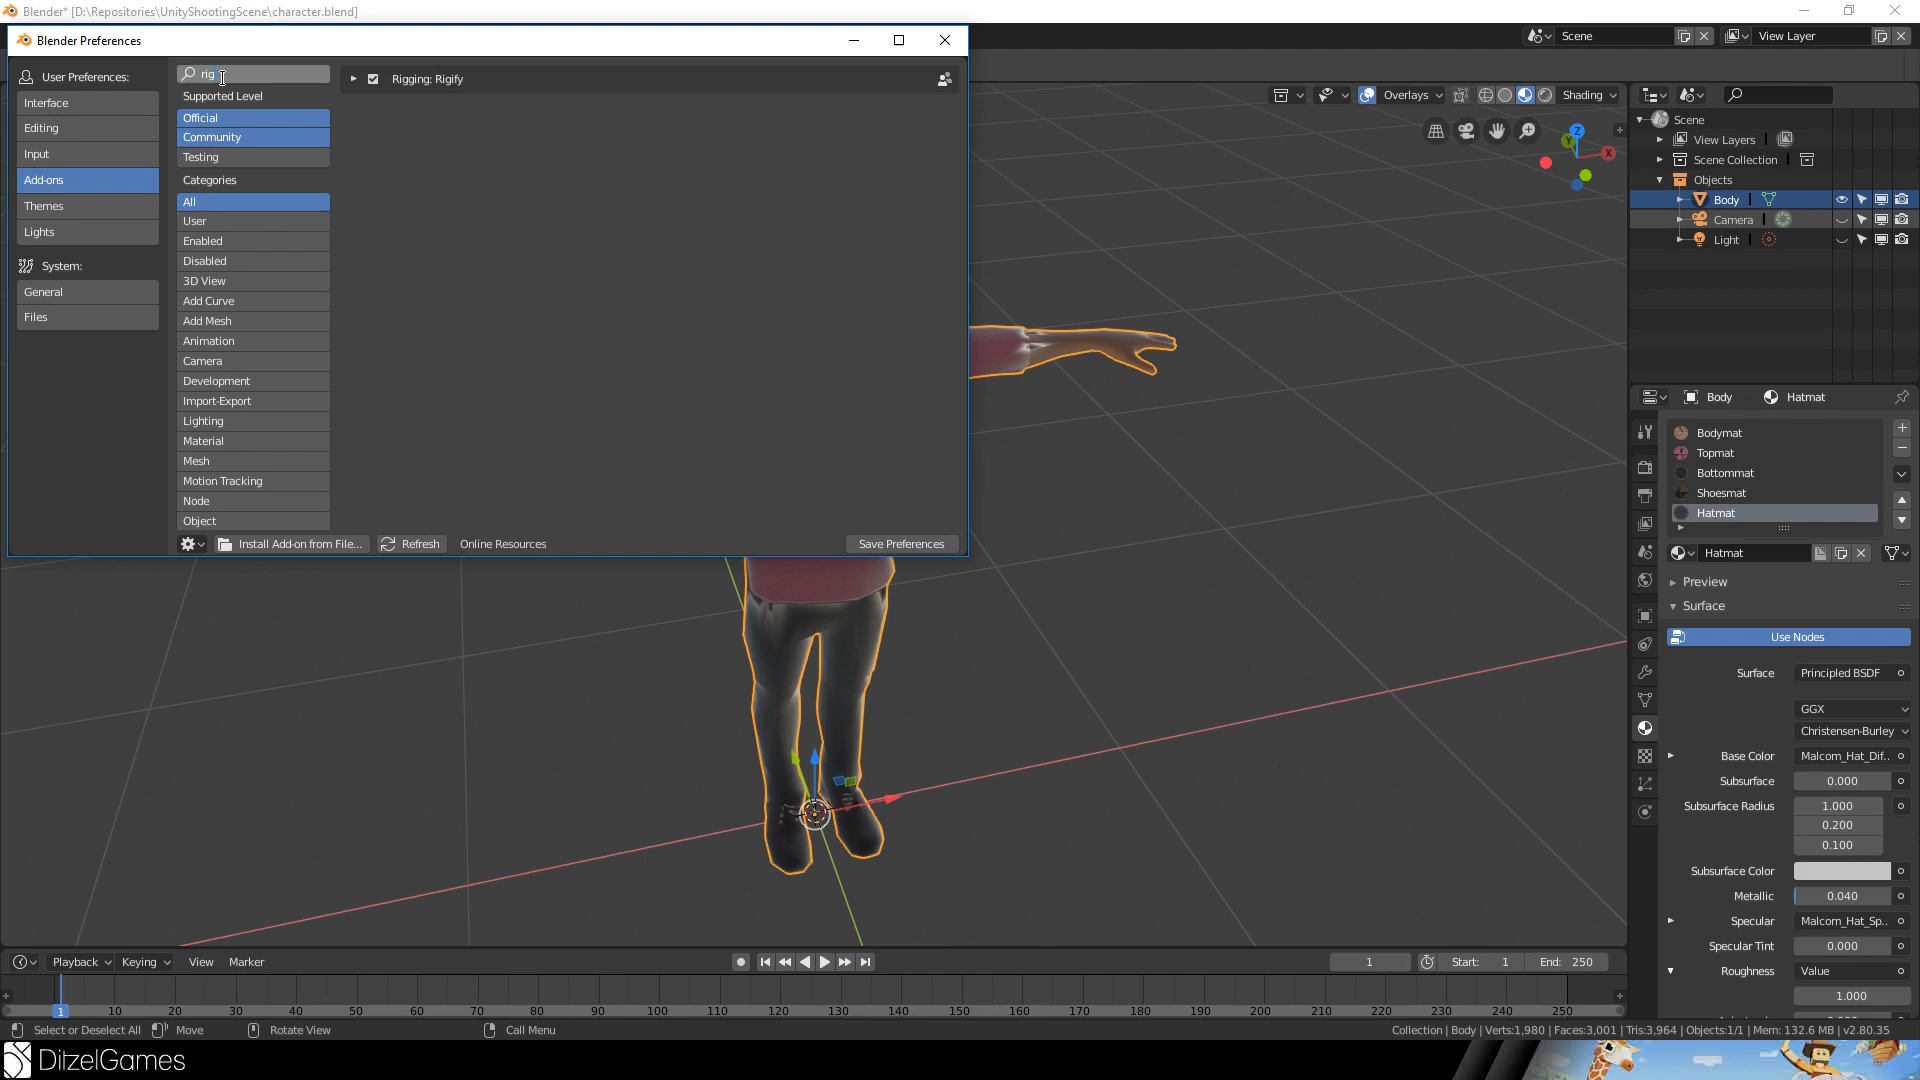 Blender* [D:\Repositories\UnityShootingScene\character.blend]
Blender Preferences
Scene
View Layer
User Preferences:
Interface
Editing
Input
Add-ons
Themes
Lights
System:
General
Files
rig
Supported Level
Official
Community
Testing
Categories
All
User
Enabled
Disabled
3D View
Add Curve
Add Mesh
Animation
Camera
Development
Import-Export
Lighting
Material
Mesh
Motion Tracking
Node
Object
Rigging: Rigify
Install Add-on from File...
Refresh
Online Resources
Save Preferences
Overlays
Shading
Z
Y
X
Scene
View Layers
Scene Collection
Objects
Body
Camera
Light
Body
Hatmat
Bodymat
Topmat
Bottommat
Shoesmat
Hatmat
Hatmat
Preview
Surface
Use Nodes
Surface Principled BSDF
GGX
Christensen-Burley
Base Color Malcom_Hat_Dif..
Subsurface 0.000
Subsurface Radius 1.000
0.200
0.100
Subsurface Color
Metallic 0.040
Specular Malcom_Hat_Sp..
Specular Tint 0.000
Roughness Value
1.000
Playback Keying View Marker
1
Start: 1
End: 250
1 10 20 30 40 50 60 70 80 90 100 110 120 130 140 150 160 170 180 190 200 210 220 230 240 250
Select or Deselect All
Move
Rotate View
Call Menu
Collection | Body | Verts:1,980 | Faces:3,001 | Tris:3,964 | Objects:1/1 | Mem: 132.6 MB | v2.80.35
DitzelGames